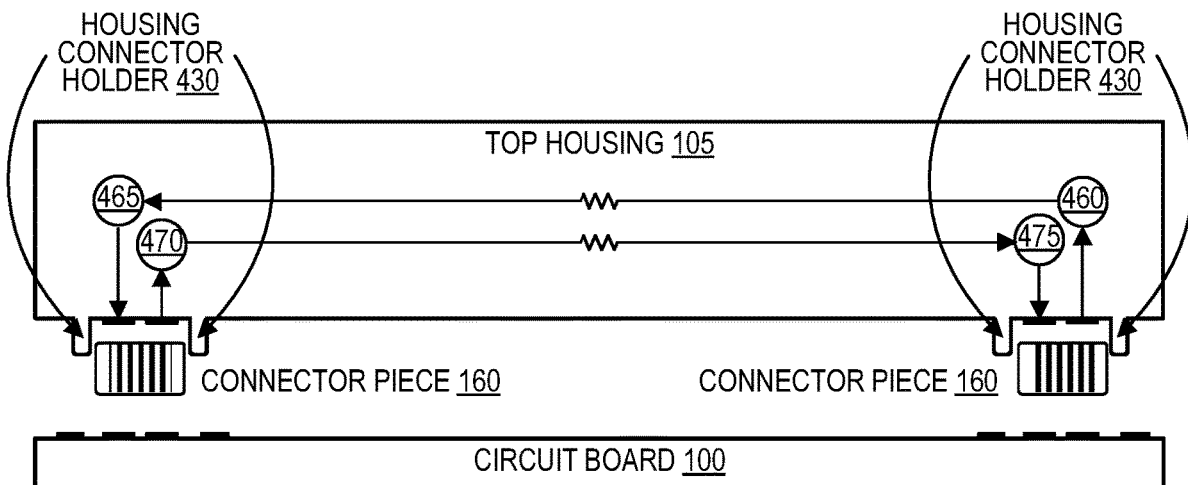 HOUSING
CONNECTOR
HOLDER 430
HOUSING
CONNECTOR
HOLDER 430
TOP HOUSING 105
465
460
470
475
CONNECTOR PIECE 160
CONNECTOR PIECE 160
CIRCUIT BOARD 100